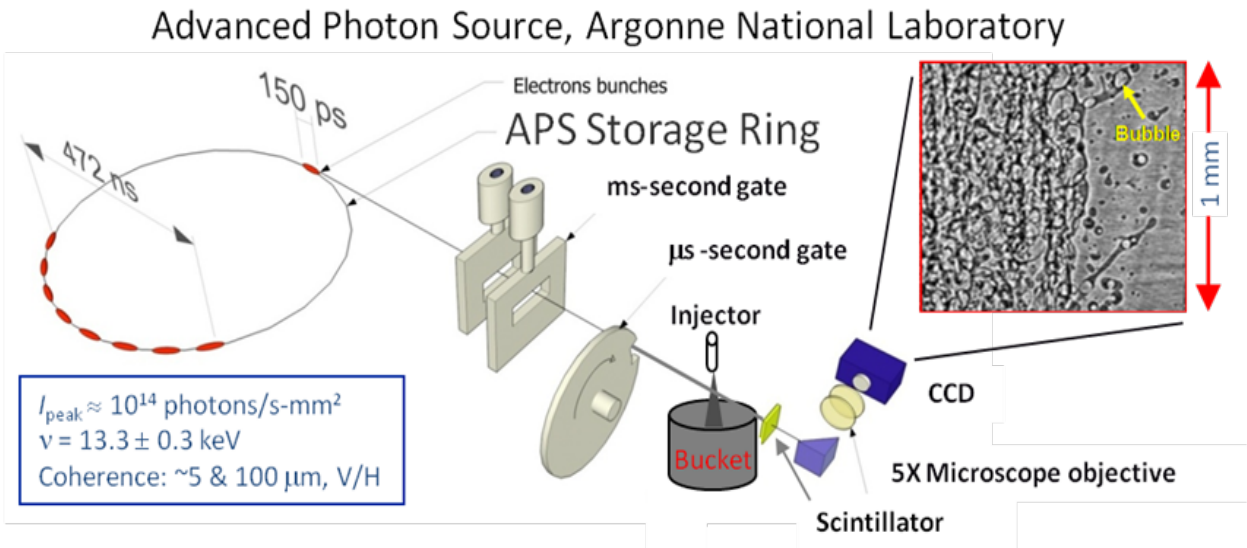 Advanced Photon Source, Argonne National Laboratory
150 ps
Electrons bunches
APS Storage Ring
472 ns
ms-second gate
µs -second gate
Injector
Bubble
1 mm
CCD
Bucket
5X Microscope objective
Scintillator
Ipeak ≈ 10¹⁴ photons/s-mm²
ν = 13.3 ± 0.3 keV
Coherence: ~5 & 100 µm, V/H